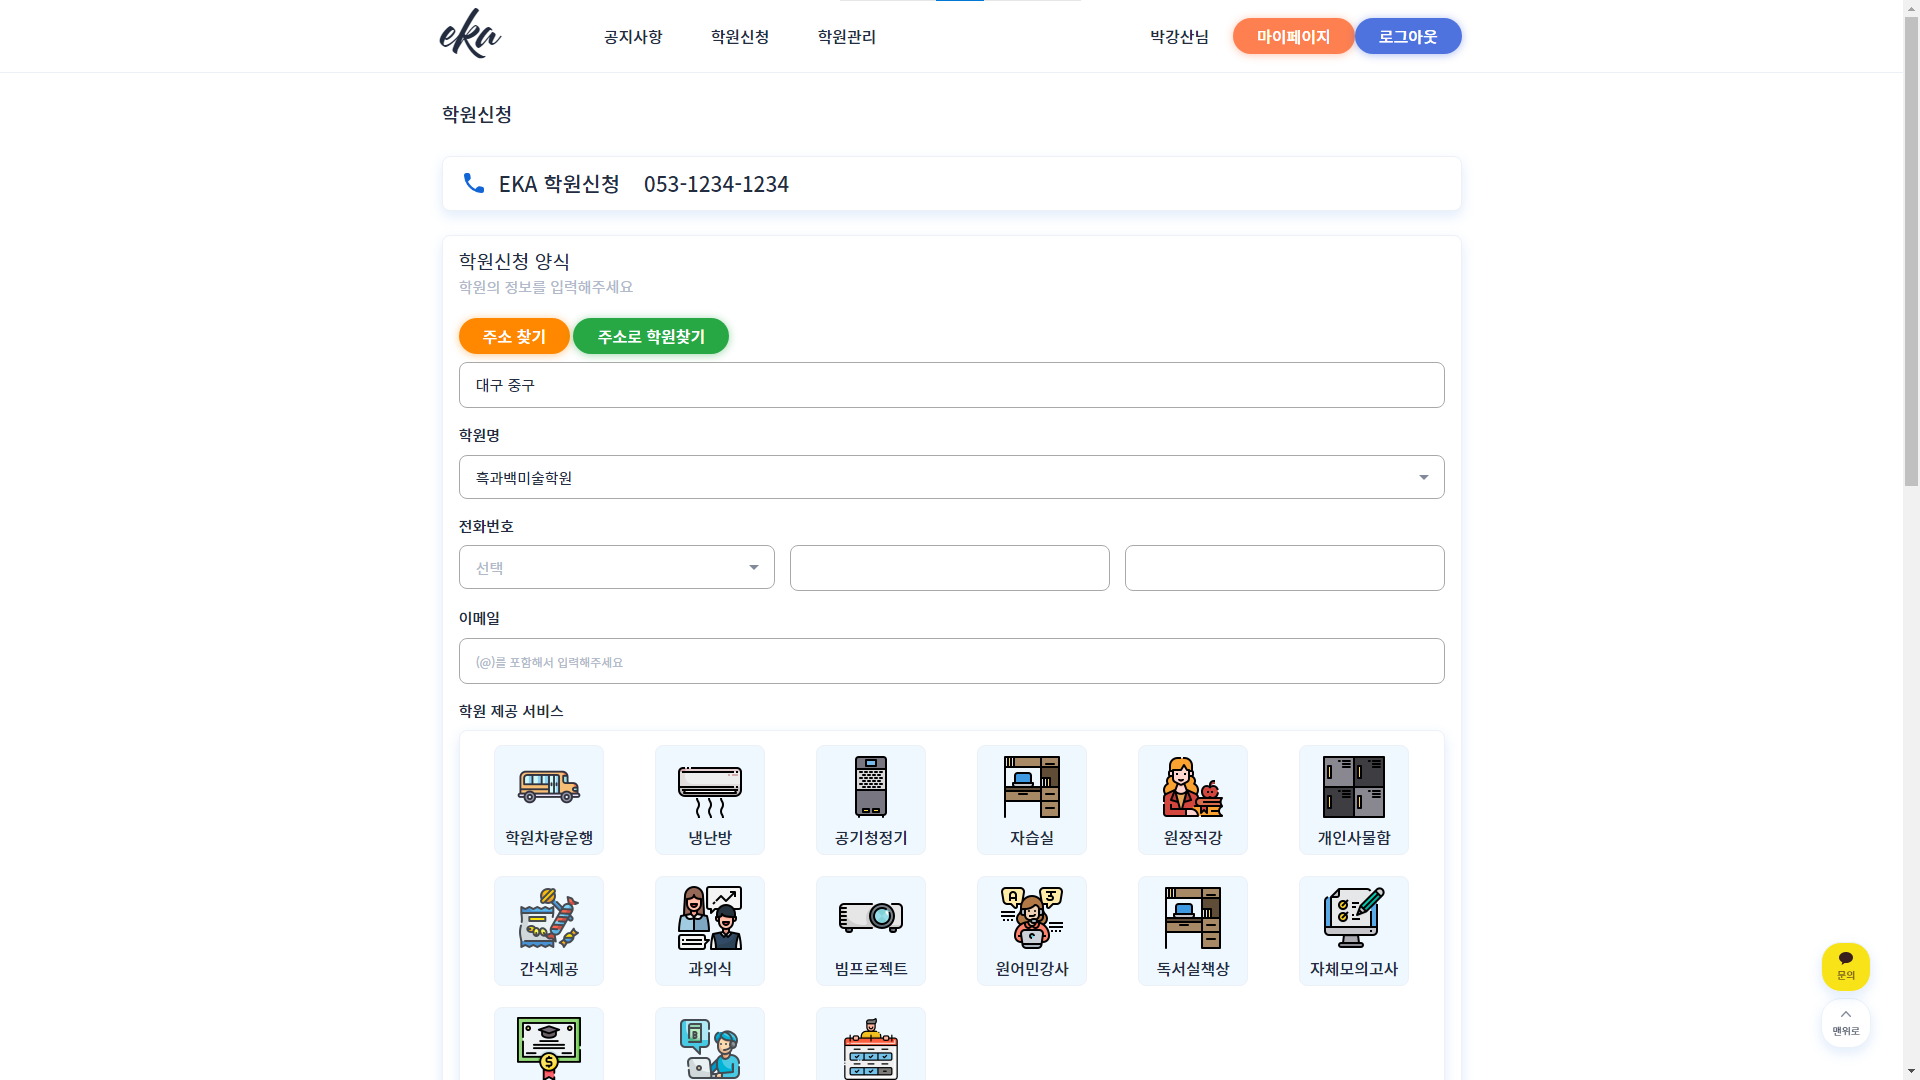 eka
공지사항 학원신청 학원관리 박강산님 마이페이지 로그아웃
학원신청
EKA 학원신청 053-1234-1234
학원신청 양식
학원의 정보를 입력해주세요
주소 찾기 주소로 학원찾기
대구 중구
학원명
흑과백미술학원
전화번호
선택
이메일
(@)를 포함해서 입력해주세요
학원 제공 서비스
학원차량운행 냉난방 공기청정기 자습실 원장직강 개인사물함
간식제공 과외식 빔프로젝트 원어민강사 독서실책상 자체모의고사
문의
맨위로